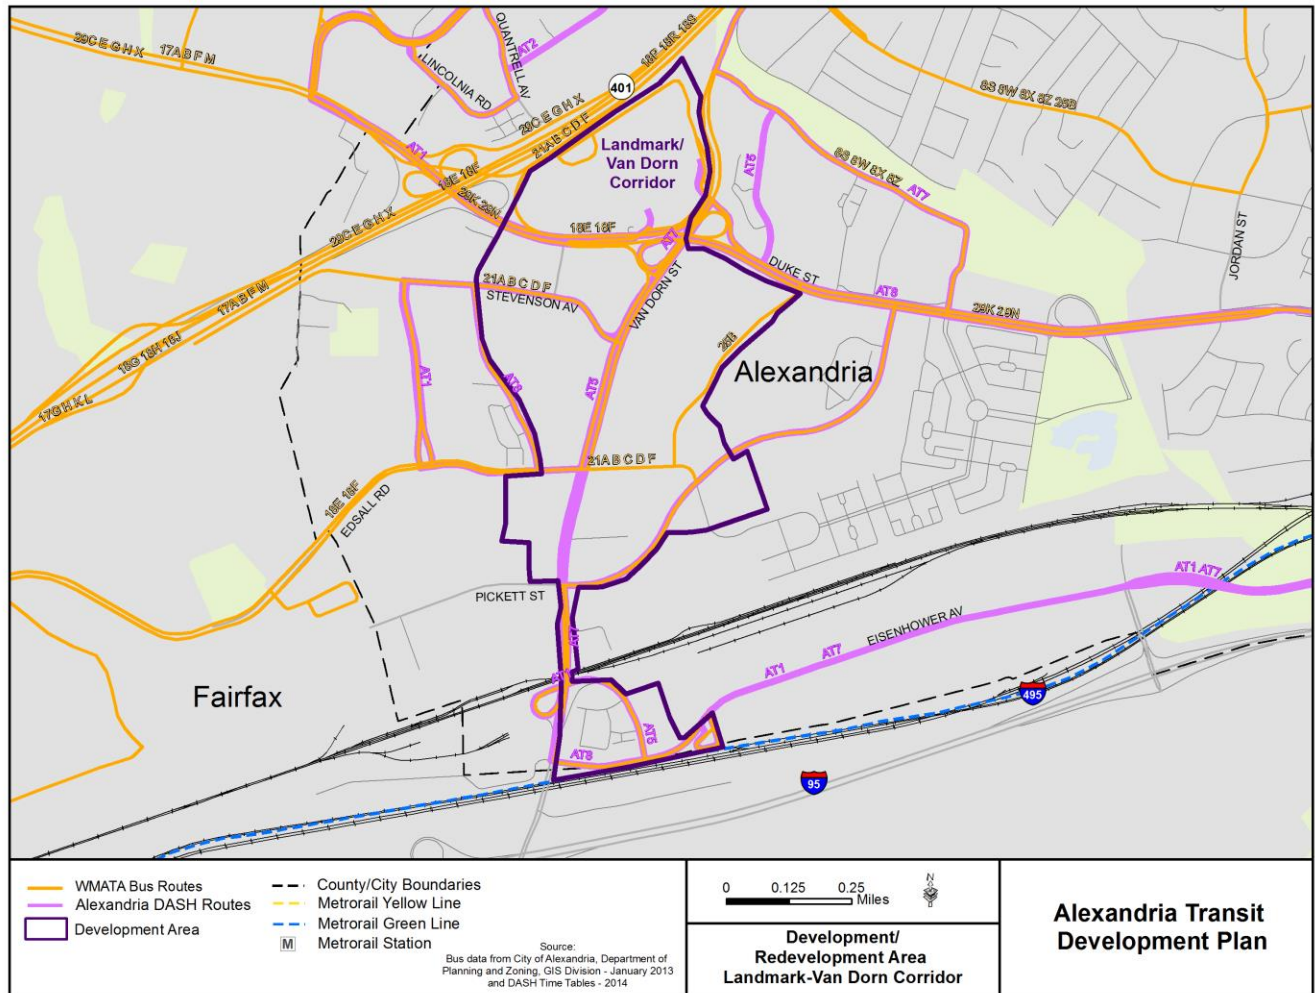 29C E G H X
17A B F M
LINCOLNIA RD
QUANTRELL AV
AT2
18P 18R 18S
401
29C E G H X
21A B C D F
8S 8W 8X 8Z 25B
AT1
18E 18F
Landmark/
Van Dorn
Corridor
AT5
8S 8W 8X 8Z
AT7
29K 29N
29C E G H X
18E 18F
AT7
JORDAN ST
DUKE ST
21A B C D F
STEVENSON AV
VAN DORN ST
AT8
29K 29N
17A B F M
18G 18H 18J
25B
Alexandria
AT1
AT8
AT5
17G H K L
21A B C D F
18E 18F
EDSALL RD
AT1 AT7
PICKETT ST
EISENHOWER AV
AT7
AT1
Fairfax
495
AT5
AT8
95
WMATA Bus Routes
Alexandria DASH Routes
Development Area
County/City Boundaries
Metrorail Yellow Line
Metrorail Green Line
M Metrorail Station
Source:
Bus data from City of Alexandria, Department of
Planning and Zoning, GIS Division - January 2013
and DASH Time Tables - 2014
0 0.125 0.25
Miles
N
Development/
Redevelopment Area
Landmark-Van Dorn Corridor
Alexandria Transit
Development Plan